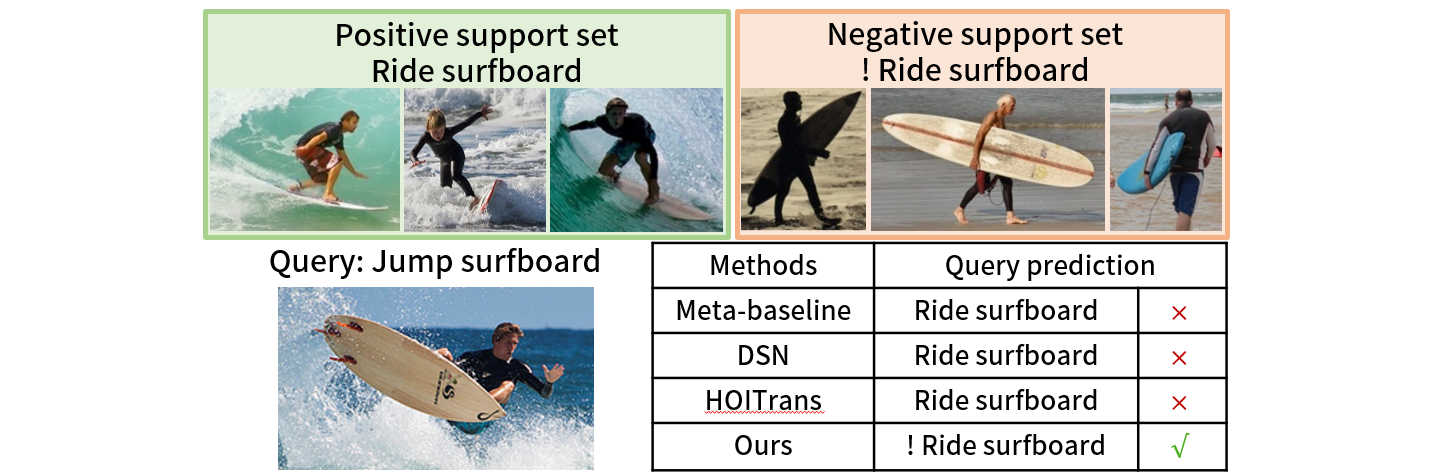 Positive support set
Ride surfboard
Negative support set
! Ride surfboard
Query: Jump surfboard
Methods Query prediction
Meta-baseline Ride surfboard ×
DSN Ride surfboard ×
HOITrans Ride surfboard ×
Ours ! Ride surfboard √